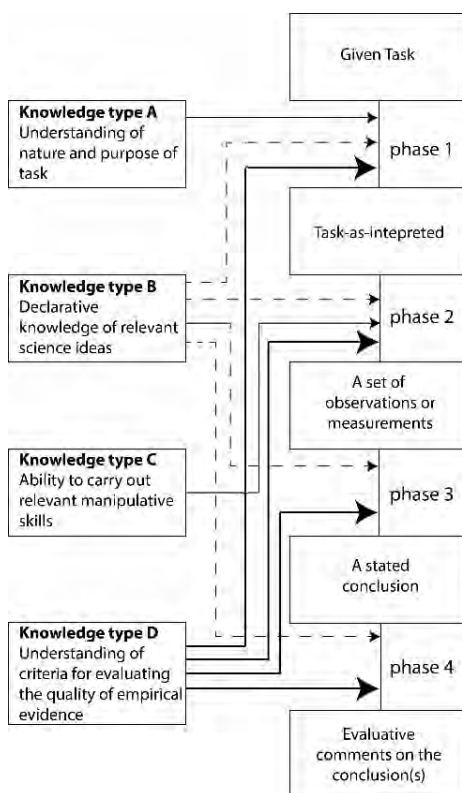 Given Task
Knowledge type A
Understanding of
nature and purpose of
task
phase 1
Task-as-intepreted
Knowledge type B
Declarative
knowledge of relevant
science ideas
phase 2
A set of
observations or
measurements
Knowledge type C
Ability to carry out
relevant manipulative
skills
phase 3
A stated
conclusion
Knowledge type D
Understanding of
criteria for evaluating
the quality of empirical
evidence
phase 4
Evaluative
comments on the
conclusion(s)